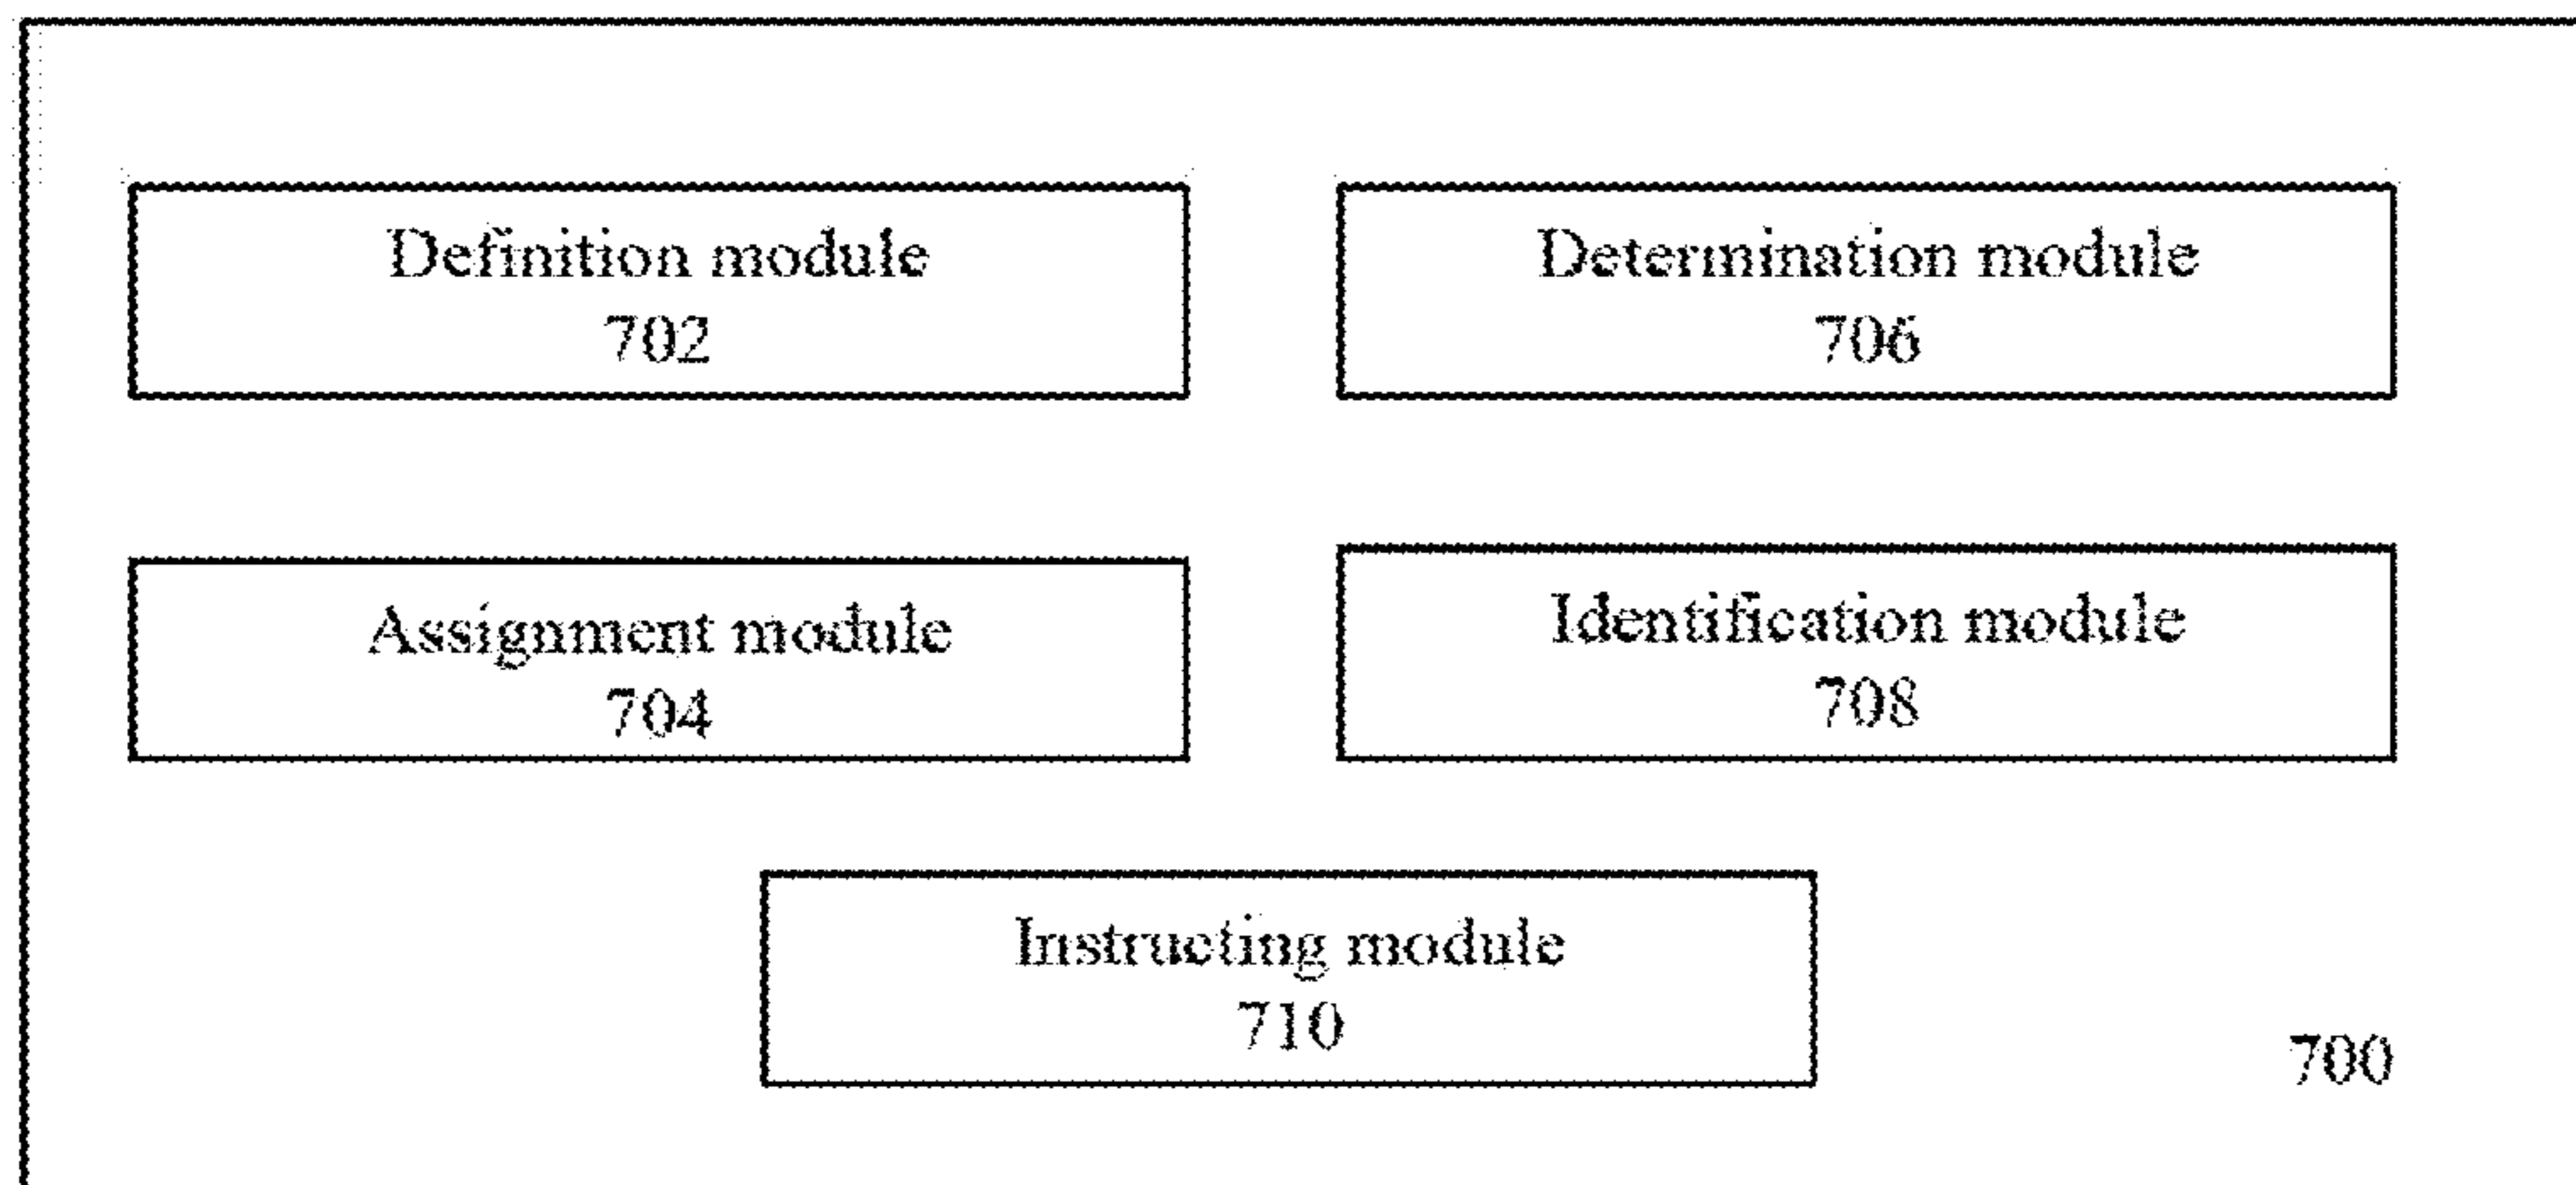 Definition module
702
Determination module
706
Assignment module
704
Identification module
708
Instructing module
710
700